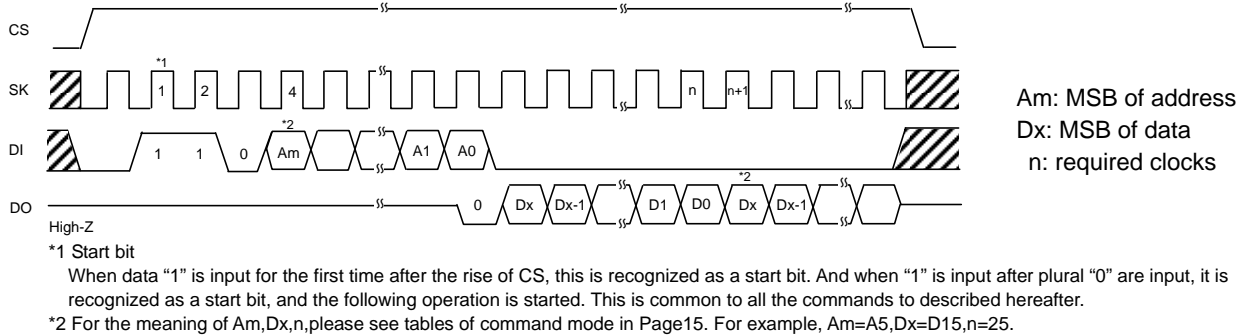 CS
*1
SK 1 2 4 n n+1
*2
DI 1 1 0 Am A1 A0
*2
DO 0 Dx Dx-1 D1 D0 Dx Dx-1
High-Z
Am: MSB of address
Dx: MSB of data
n: required clocks
*1 Start bit
When data “1” is input for the first time after the rise of CS, this is recognized as a start bit. And when “1” is input after plural “0” are input, it is
recognized as a start bit, and the following operation is started. This is common to all the commands to described hereafter.
*2 For the meaning of Am,Dx,n,please see tables of command mode in Page15. For example, Am=A5,Dx=D15,n=25.